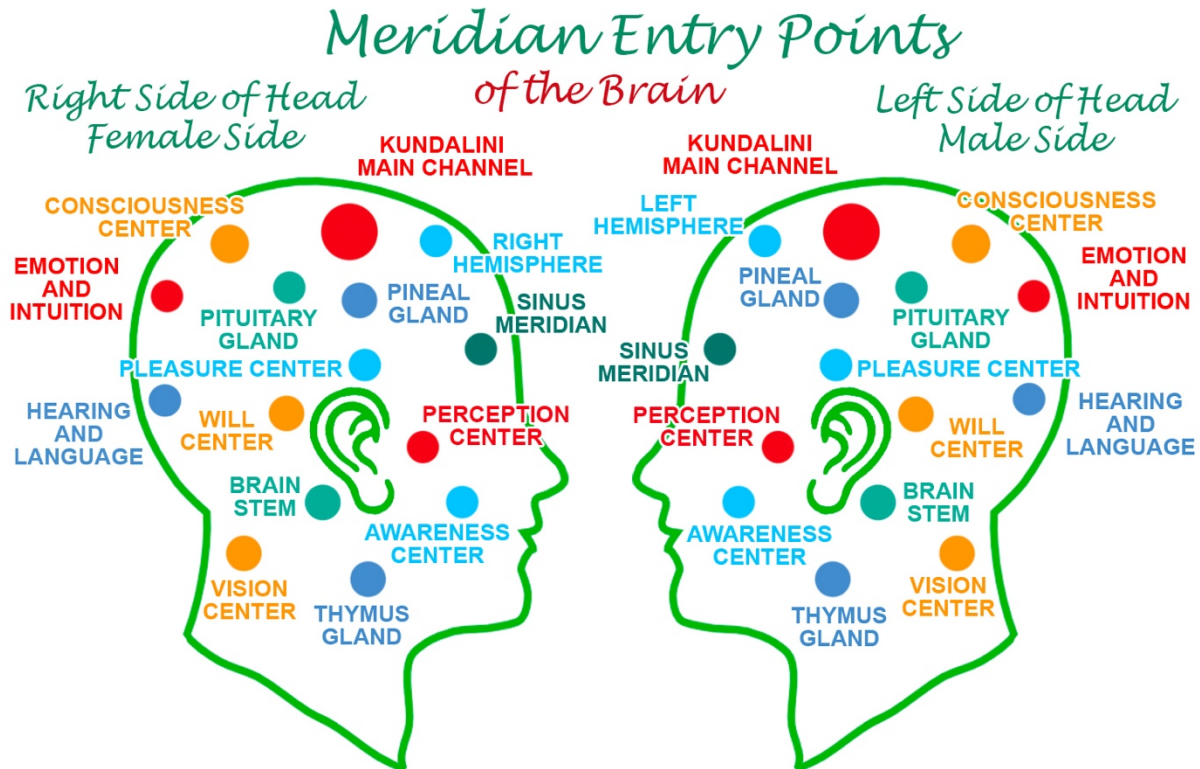 Meridian Entry Points
of the Brain
Right Side of Head
Female Side
KUNDALINI
MAIN CHANNEL
CONSCIOUSNESS
CENTER
RIGHT
HEMISPHERE
EMOTION
AND
INTUITION
PITUITARY
GLAND
PINEAL
GLAND
SINUS
MERIDIAN
PLEASURE CENTER
HEARING
AND
LANGUAGE
WILL
CENTER
PERCEPTION
CENTER
BRAIN
STEM
AWARENESS
CENTER
VISION
CENTER
THYMUS
GLAND
Left Side of Head
Male Side
KUNDALINI
MAIN CHANNEL
LEFT
HEMISPHERE
CONSCIOUSNESS
CENTER
PINEAL
GLAND
EMOTION
AND
INTUITION
PITUITARY
GLAND
SINUS
MERIDIAN
PLEASURE CENTER
PERCEPTION
CENTER
WILL
CENTER
HEARING
AND
LANGUAGE
BRAIN
STEM
AWARENESS
CENTER
VISION
CENTER
THYMUS
GLAND